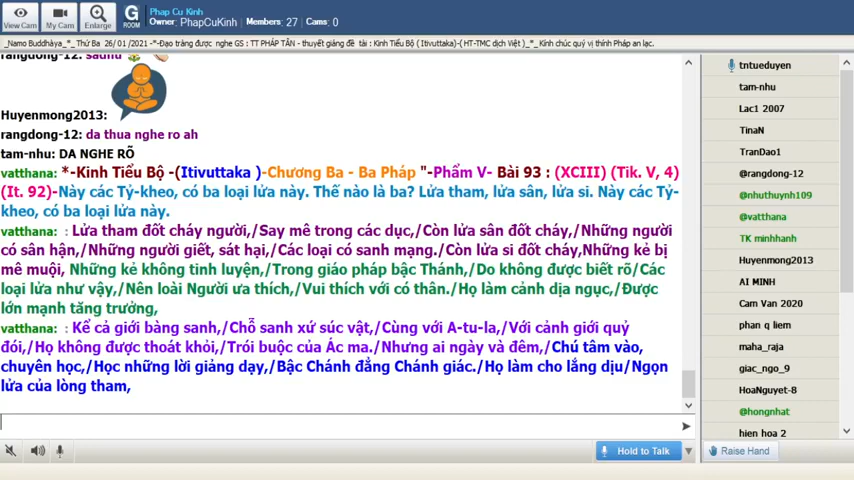 View Cam
My Cam
Enlarge
G
ROOM
Phap Cu Kinh
Owner: PhapCuKinh | Members: 27 | Cams: 0
_Namo Buddhàya_*_ Thứ Ba 26/ 01 /2021 -*-Đạo tràng được nghe GS : TT PHÁP TÂN - thuyết giảng đề tài : Kinh Tiểu Bộ ( Itivuttaka)-( HT-TMC dịch Việt )_*_ Kính chúc quý vị thính Pháp an lạc.
rangdong-12: sadhu
Huyenmong2013:
rangdong-12: da thua nghe ro ah
tam-nhu: DA NGHE RÕ
vatthana: *-Kinh Tiểu Bộ -(Itivuttaka )-Chương Ba - Ba Pháp "-Phẩm V- Bài 93 : (XCIII) (Tik. V, 4)
(It. 92)-Này các Tỷ-kheo, có ba loại lửa này. Thế nào là ba? Lửa tham, lửa sân, lửa si. Này các Tỷ-
kheo, có ba loại lửa này.
vatthana: : Lửa tham đốt cháy người,/Say mê trong các dục,/Còn lửa sân đốt cháy,/Những người
có sân hận,/Những người giết, sát hại,/Các loại có sanh mạng./Còn lửa si đốt cháy,Những kẻ bị
mê muội, Những kẻ không tinh luyện,/Trong giáo pháp bậc Thánh,/Do không được biết rõ/Các
loại lửa như vậy,/Nên loài Người ưa thích,/Vui thích với có thân./Họ làm cảnh dịa ngục,/Được
lớn mạnh tăng trưởng,
vatthana: : Kể cả giới bàng sanh,/Chỗ sanh xứ súc vật,/Cùng với A-tu-la,/Với cảnh giới quỷ
đói,/Họ không được thoát khỏi,/Trói buộc của Ác ma./Nhưng ai ngày và đêm,/Chú tâm vào,
chuyên học,/Học những lời giảng dạy,/Bậc Chánh đẳng Chánh giác./Họ làm cho lắng dịu/Ngọn
lửa của lòng tham,
Hold to Talk
Raise Hand
tntueduyen
tam-nhu
Lac1 2007
TinaN
TranDao1
@rangdong-12
@nhuthuynh109
@vatthana
TK minhhanh
Huyenmong2013
AI MINH
Cam Van 2020
phan q liem
maha_raja
giac_ngo_9
HoaNguyet-8
@hongnhat
hien hoa 2